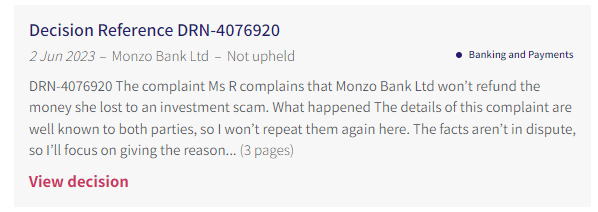 Decision Reference DRN-4076920
2 Jun 2023 – Monzo Bank Ltd – Not upheld
Banking and Payments
DRN-4076920 The complaint Ms R complains that Monzo Bank Ltd won’t refund the
money she lost to an investment scam. What happened The details of this complaint are
well known to both parties, so I won’t repeat them again here. The facts aren’t in dispute,
so I’ll focus on giving the reason... (3 pages)
View decision